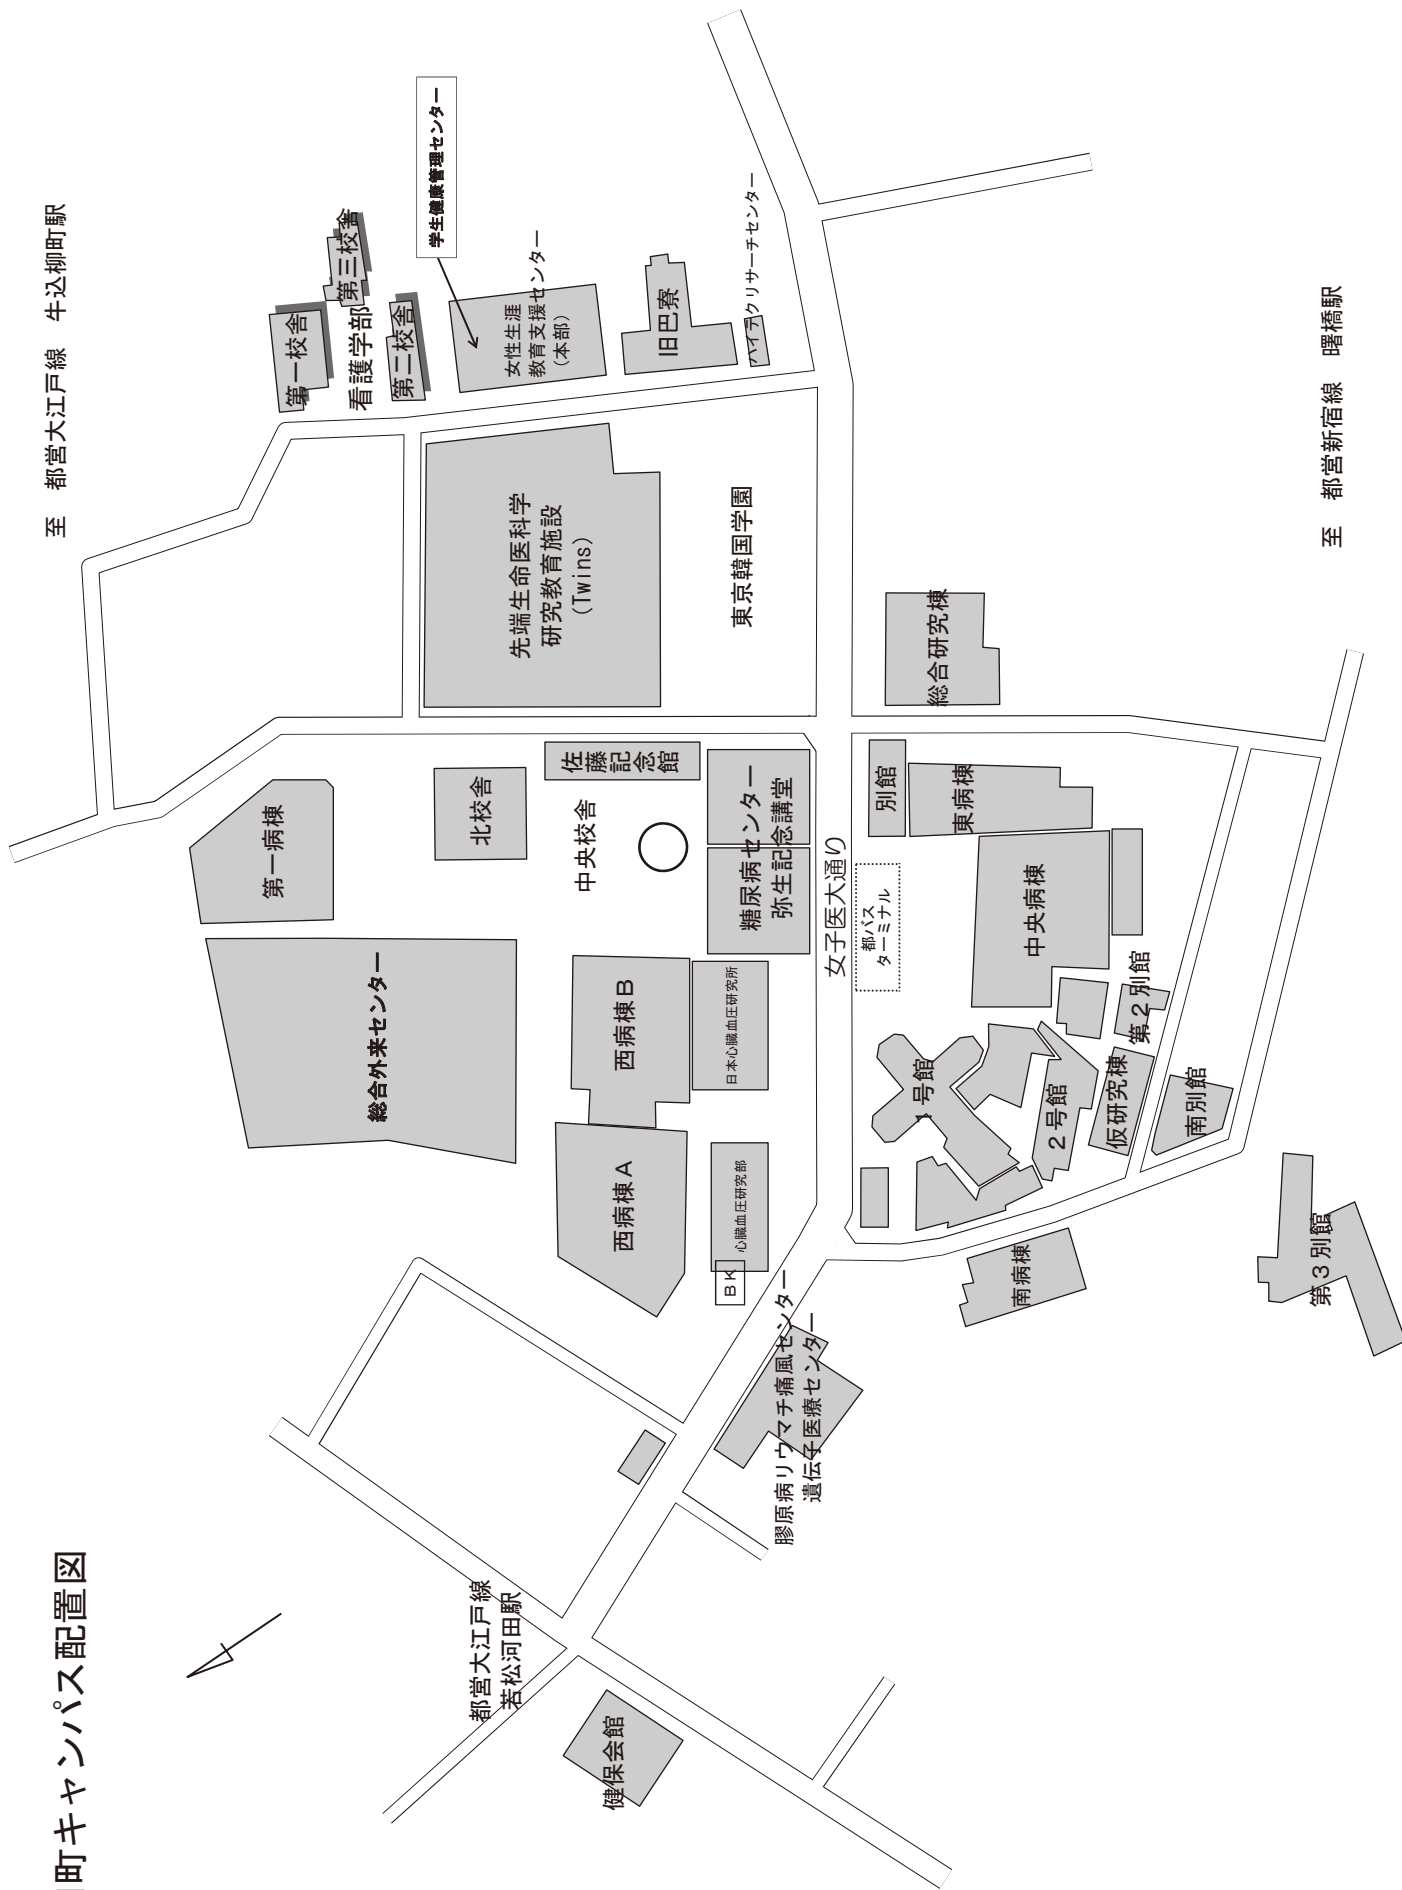 町キャンパス配置図
至　都営大江戸線　牛込柳町駅
第一病棟
総合外来センター
第一校舎
第三校舎
看護学部
第二校舎
学生健康管理センター
女性生涯
教育支援センター
（本部）
旧巴寮
ハイテクリサーチセンター
先端生命医科学
研究教育施設
（Twins）
東京韓国学園
北校舎
佐藤記念館
中央校舎
糖尿病センター
弥生記念講堂
西病棟B
日本心臓血圧研究所
西病棟A
心臓血圧研究部
BK
女子医大通り
都バス
ターミナル
総合研究棟
別館
東病棟
中央病棟
第２別館
1号館
２号館
仮研究棟
南別館
南病棟
第３別館
膠原病リウマチ痛風センター
遺伝子医療センター
都営大江戸線
若松河田駅
健保会館
至　都営新宿線　曙橋駅